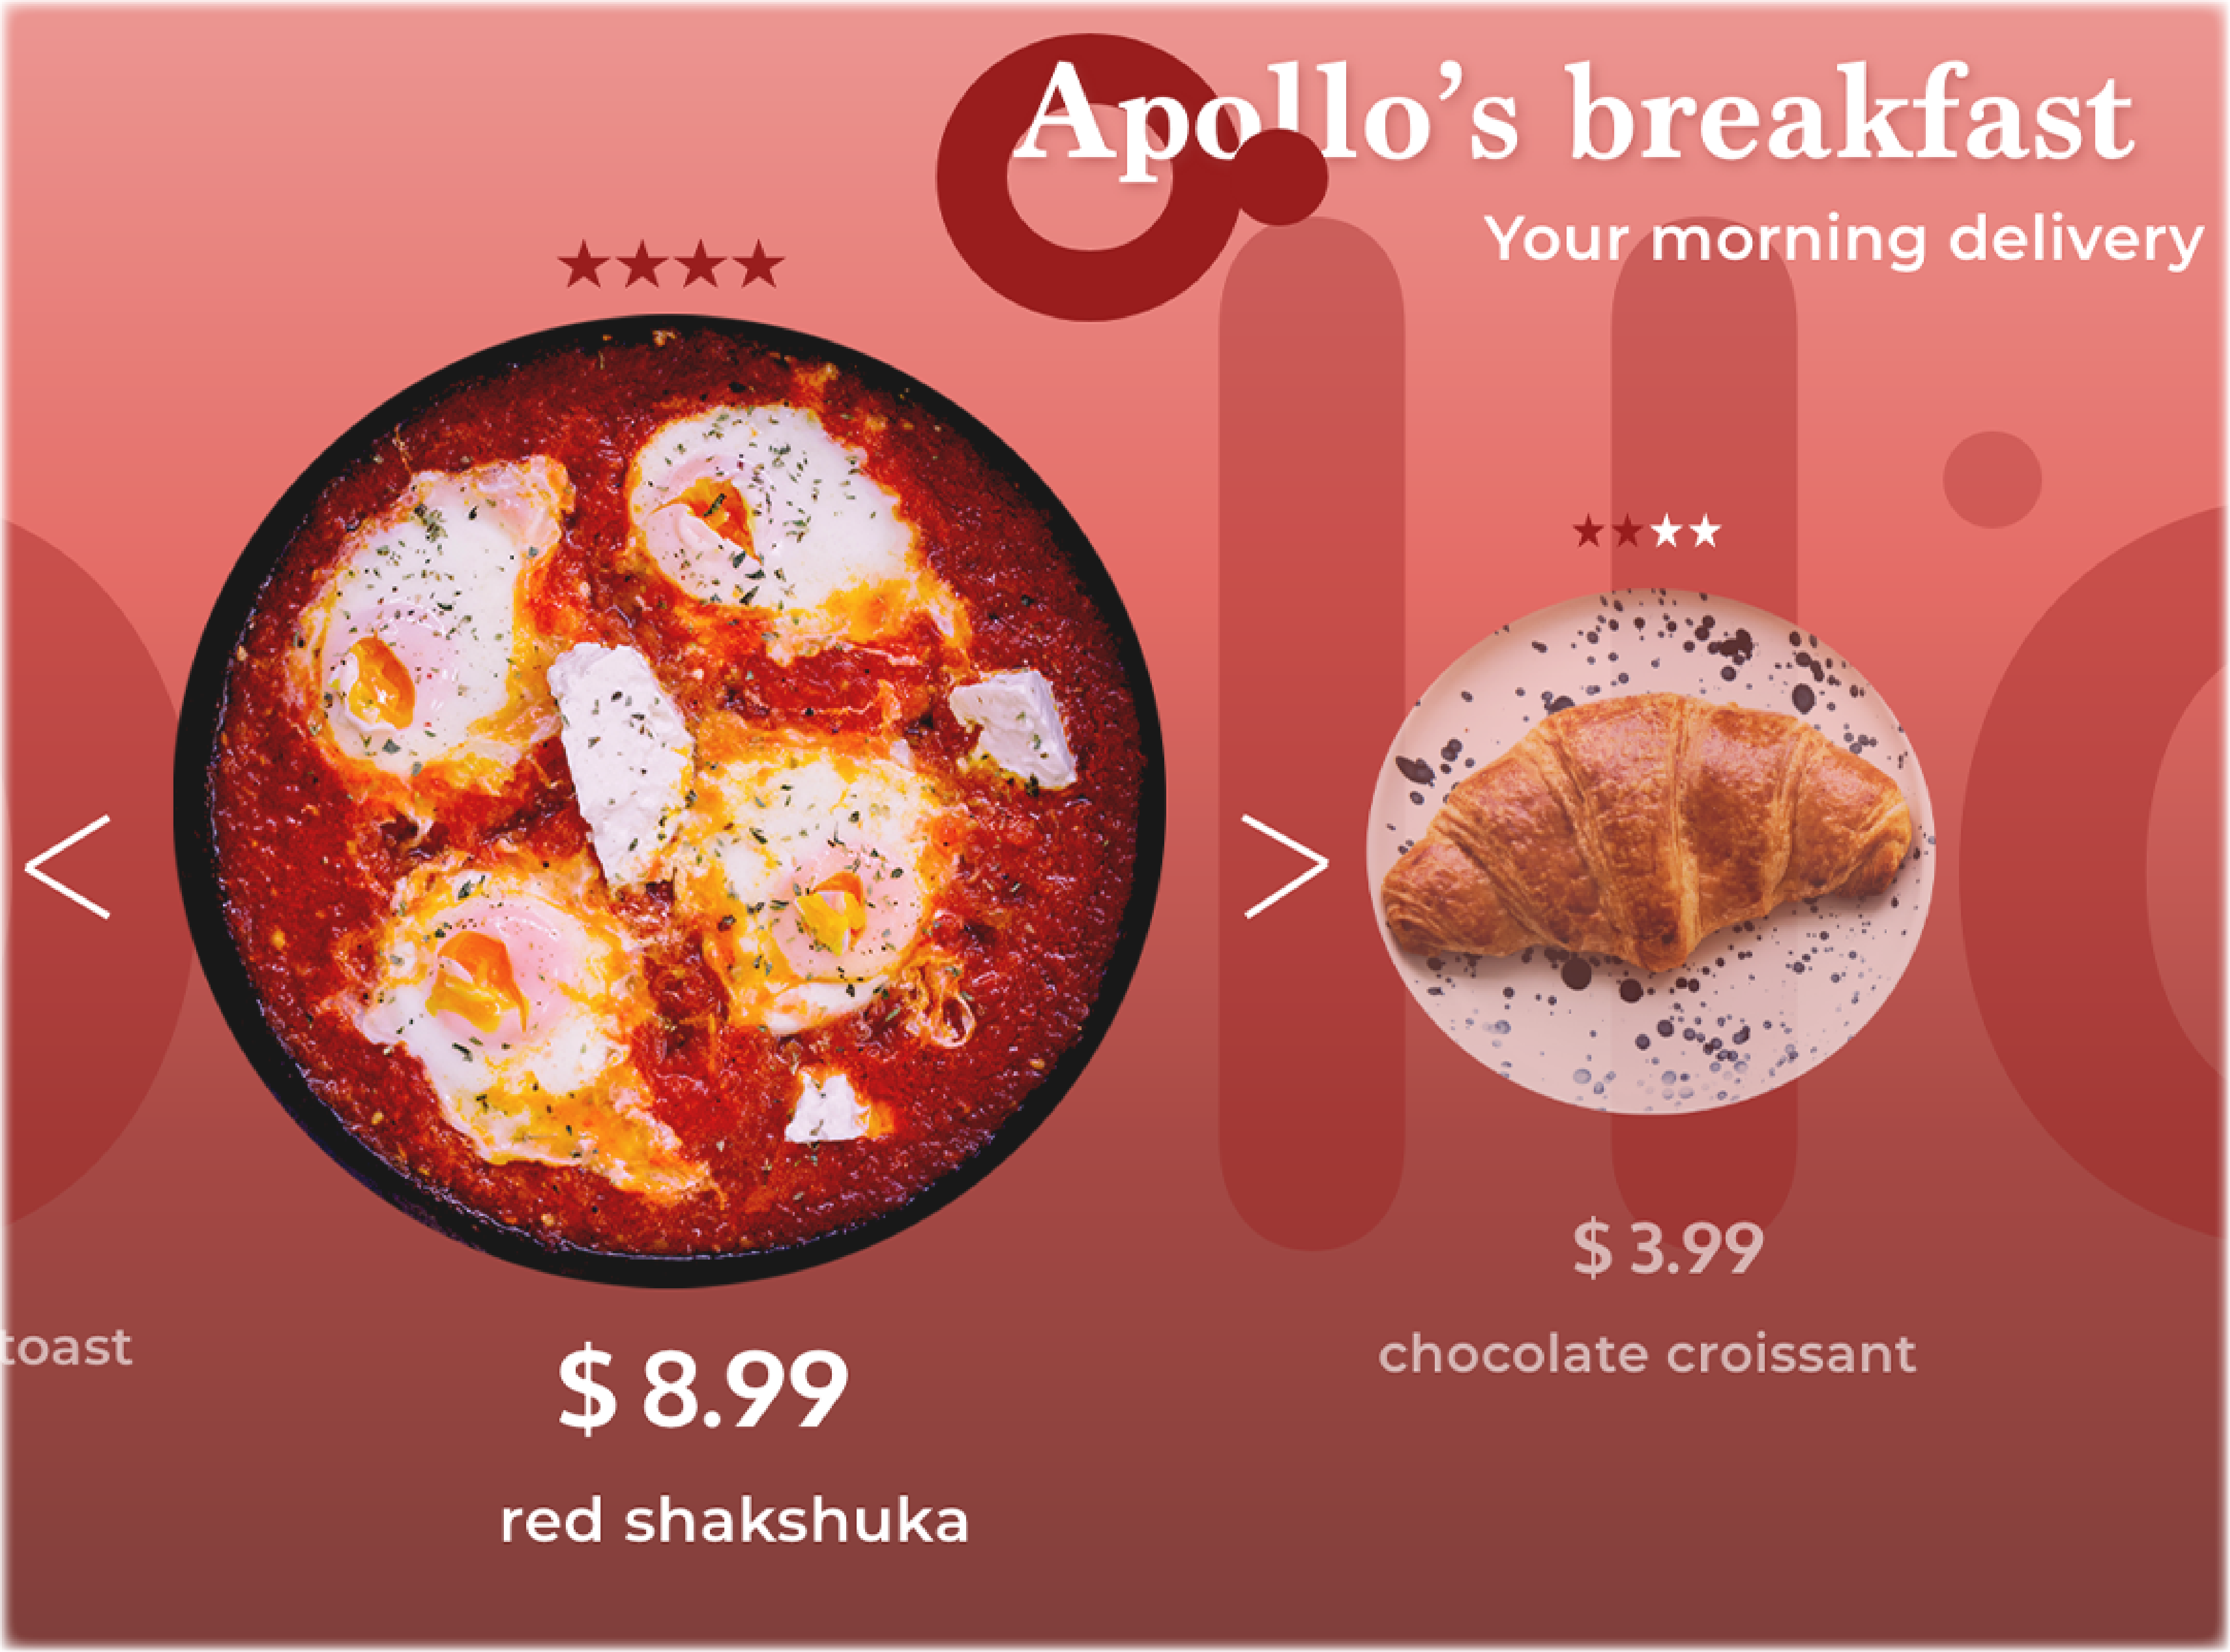 Apollo’s breakfast
Your morning delivery
$ 8.99
red shakshuka
$ 3.99
chocolate croissant
toast